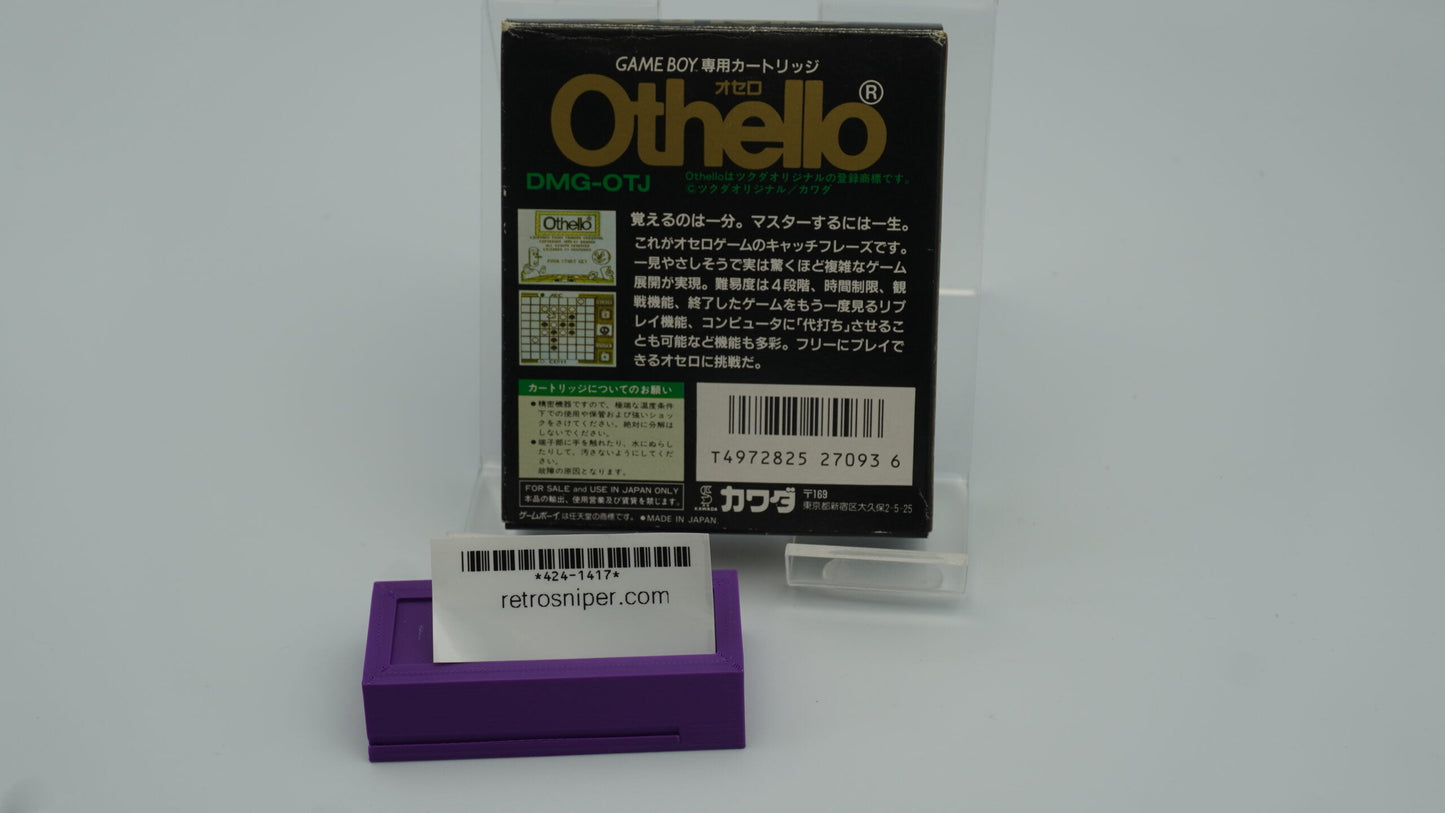 GAME BOY 専用カートリッジ
オセロ
Othello®
DMG-OTJ
Othelloはツクダオリジナルの登録商標です。
©ツクダオリジナル/カワダ
Othello®
覚えるのは一分。マスターするには一生。
これがオセロゲームのキャッチフレーズです。
一見やさしそうで実は驚くほど複雑なゲーム
展開が実現。難易度は4段階、時間制限、観
戦機能、終了したゲームをもう一度見るリプ
レイ機能、コンピュータに「代打ち」させるこ
とも可能など機能も多彩。フリーにプレイで
きるオセロに挑戦だ。
カートリッジについてのお願い
●精密機器ですので、極端な温度条件
下での使用や保管および強いショッ
クをさけてください。絶対に分解は
しないでください。
●端子部に手を触れたり、水にぬらし
たりして、汚さないようにしてくださ
い。
故障の原因となります。
T4972825 27093 6
FOR SALE and USE IN JAPAN ONLY
本品の輸出、使用営業及び賃貸を禁じます。
ゲームボーイは任天堂の商標です。●MADE IN JAPAN
KAWADA
カワダ
〒169
東京都新宿区大久保2-5-25
*424-1417*
retrosniper.com